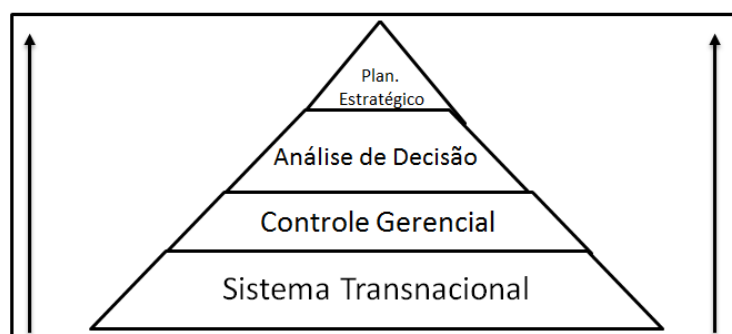 Plan.
Estratégico
Análise de Decisão
Controle Gerencial
Sistema Transnacional